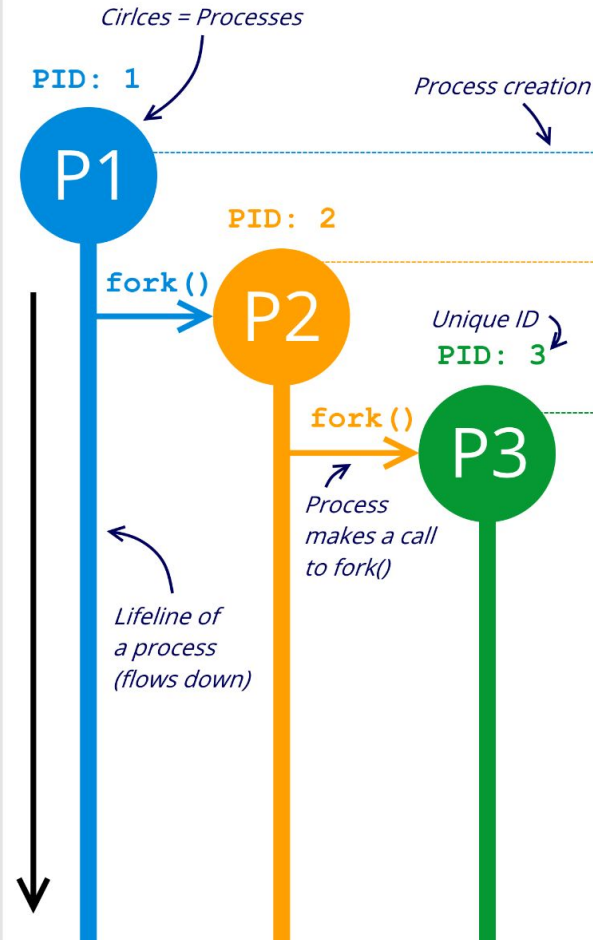 Cirlces = Processes
PID: 1
Process creation
P1
PID: 2
fork()
P2
Unique ID
PID: 3
fork()
P3
Process
makes a call
to fork()
Lifeline of
a process
(flows down)